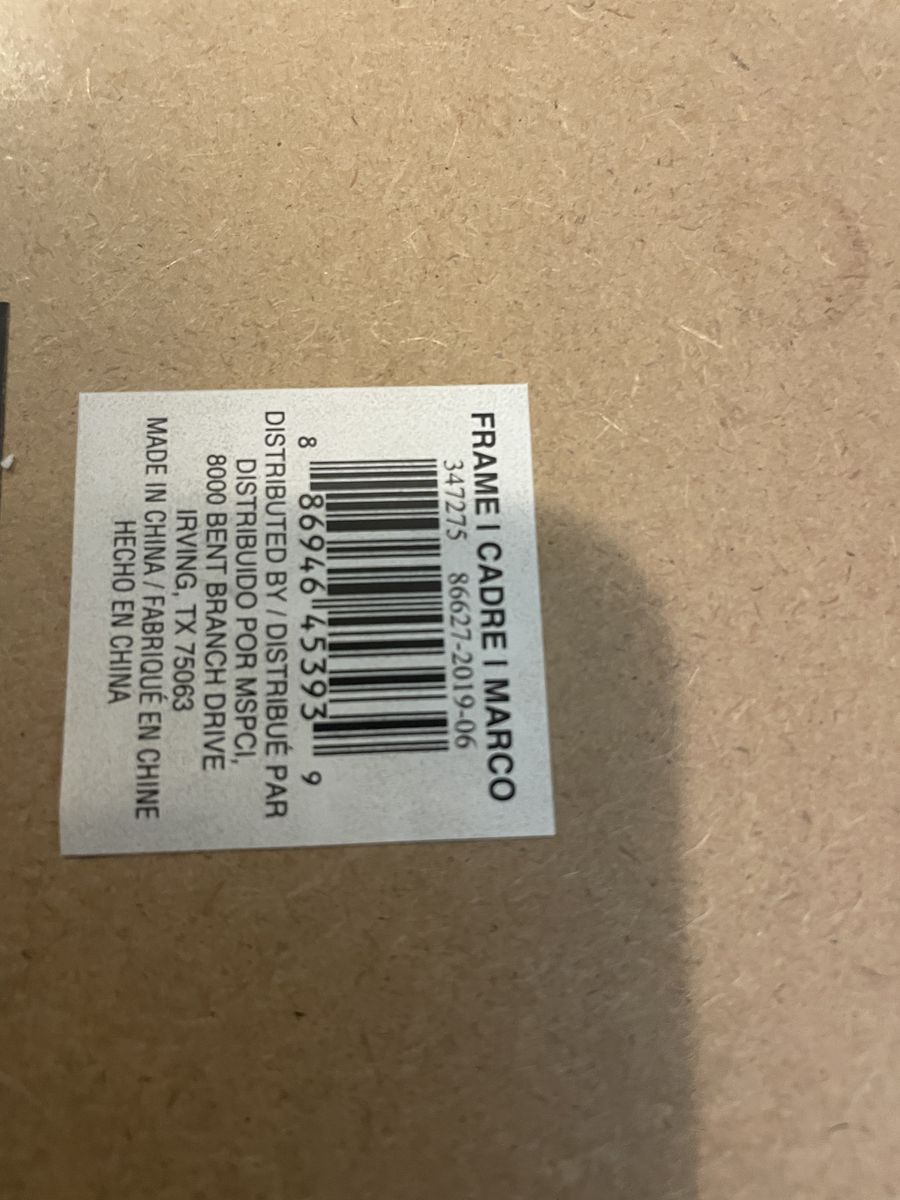 FRAME | CADRE | MARCO
347275 86627-2019-06
8 86946 45393 9
DISTRIBUTED BY / DISTRIBUÉ PAR
DISTRIBUIDO POR MSPCI,
8000 BENT BRANCH DRIVE
IRVING, TX 75063
MADE IN CHINA / FABRIQUÉ EN CHINE
HECHO EN CHINA